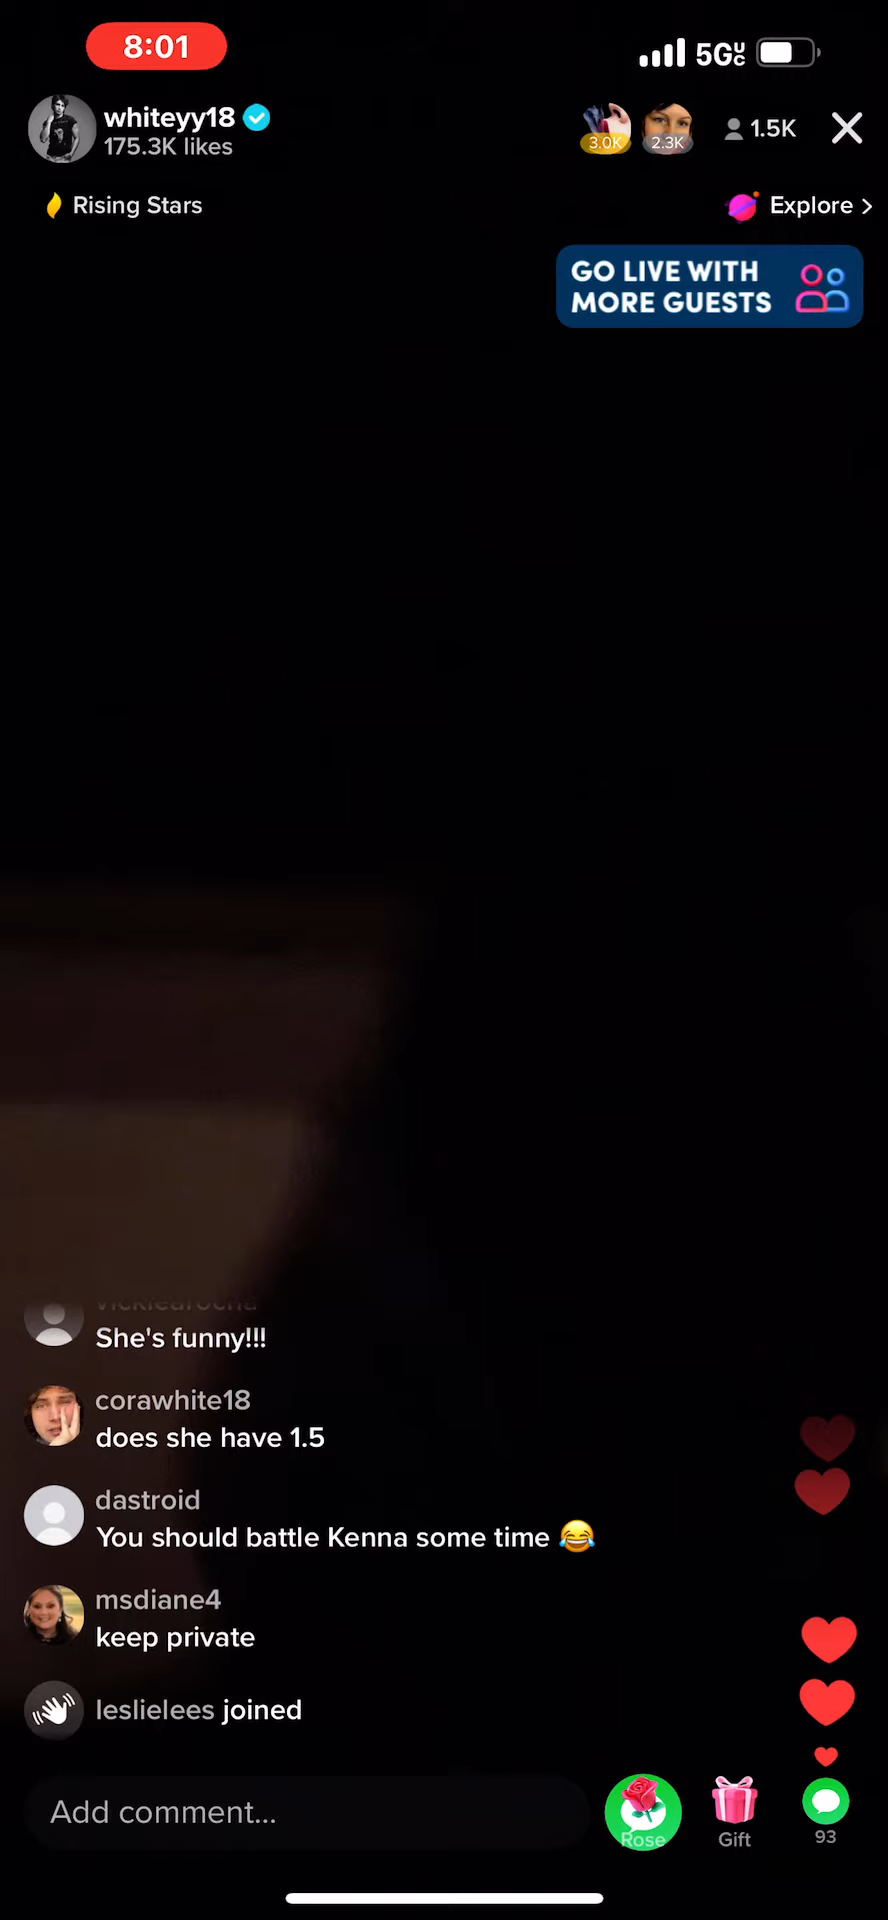 8:01
5G UC
whiteyy18
175.3K likes
3.0K
2.3K
1.5K
Rising Stars
Explore >
GO LIVE WITH
MORE GUESTS
She's funny!!!
corawhite18
does she have 1.5
dastroid
You should battle Kenna some time 😂
msdiane4
keep private
leslielees joined
Add comment...
Rose
Gift
93